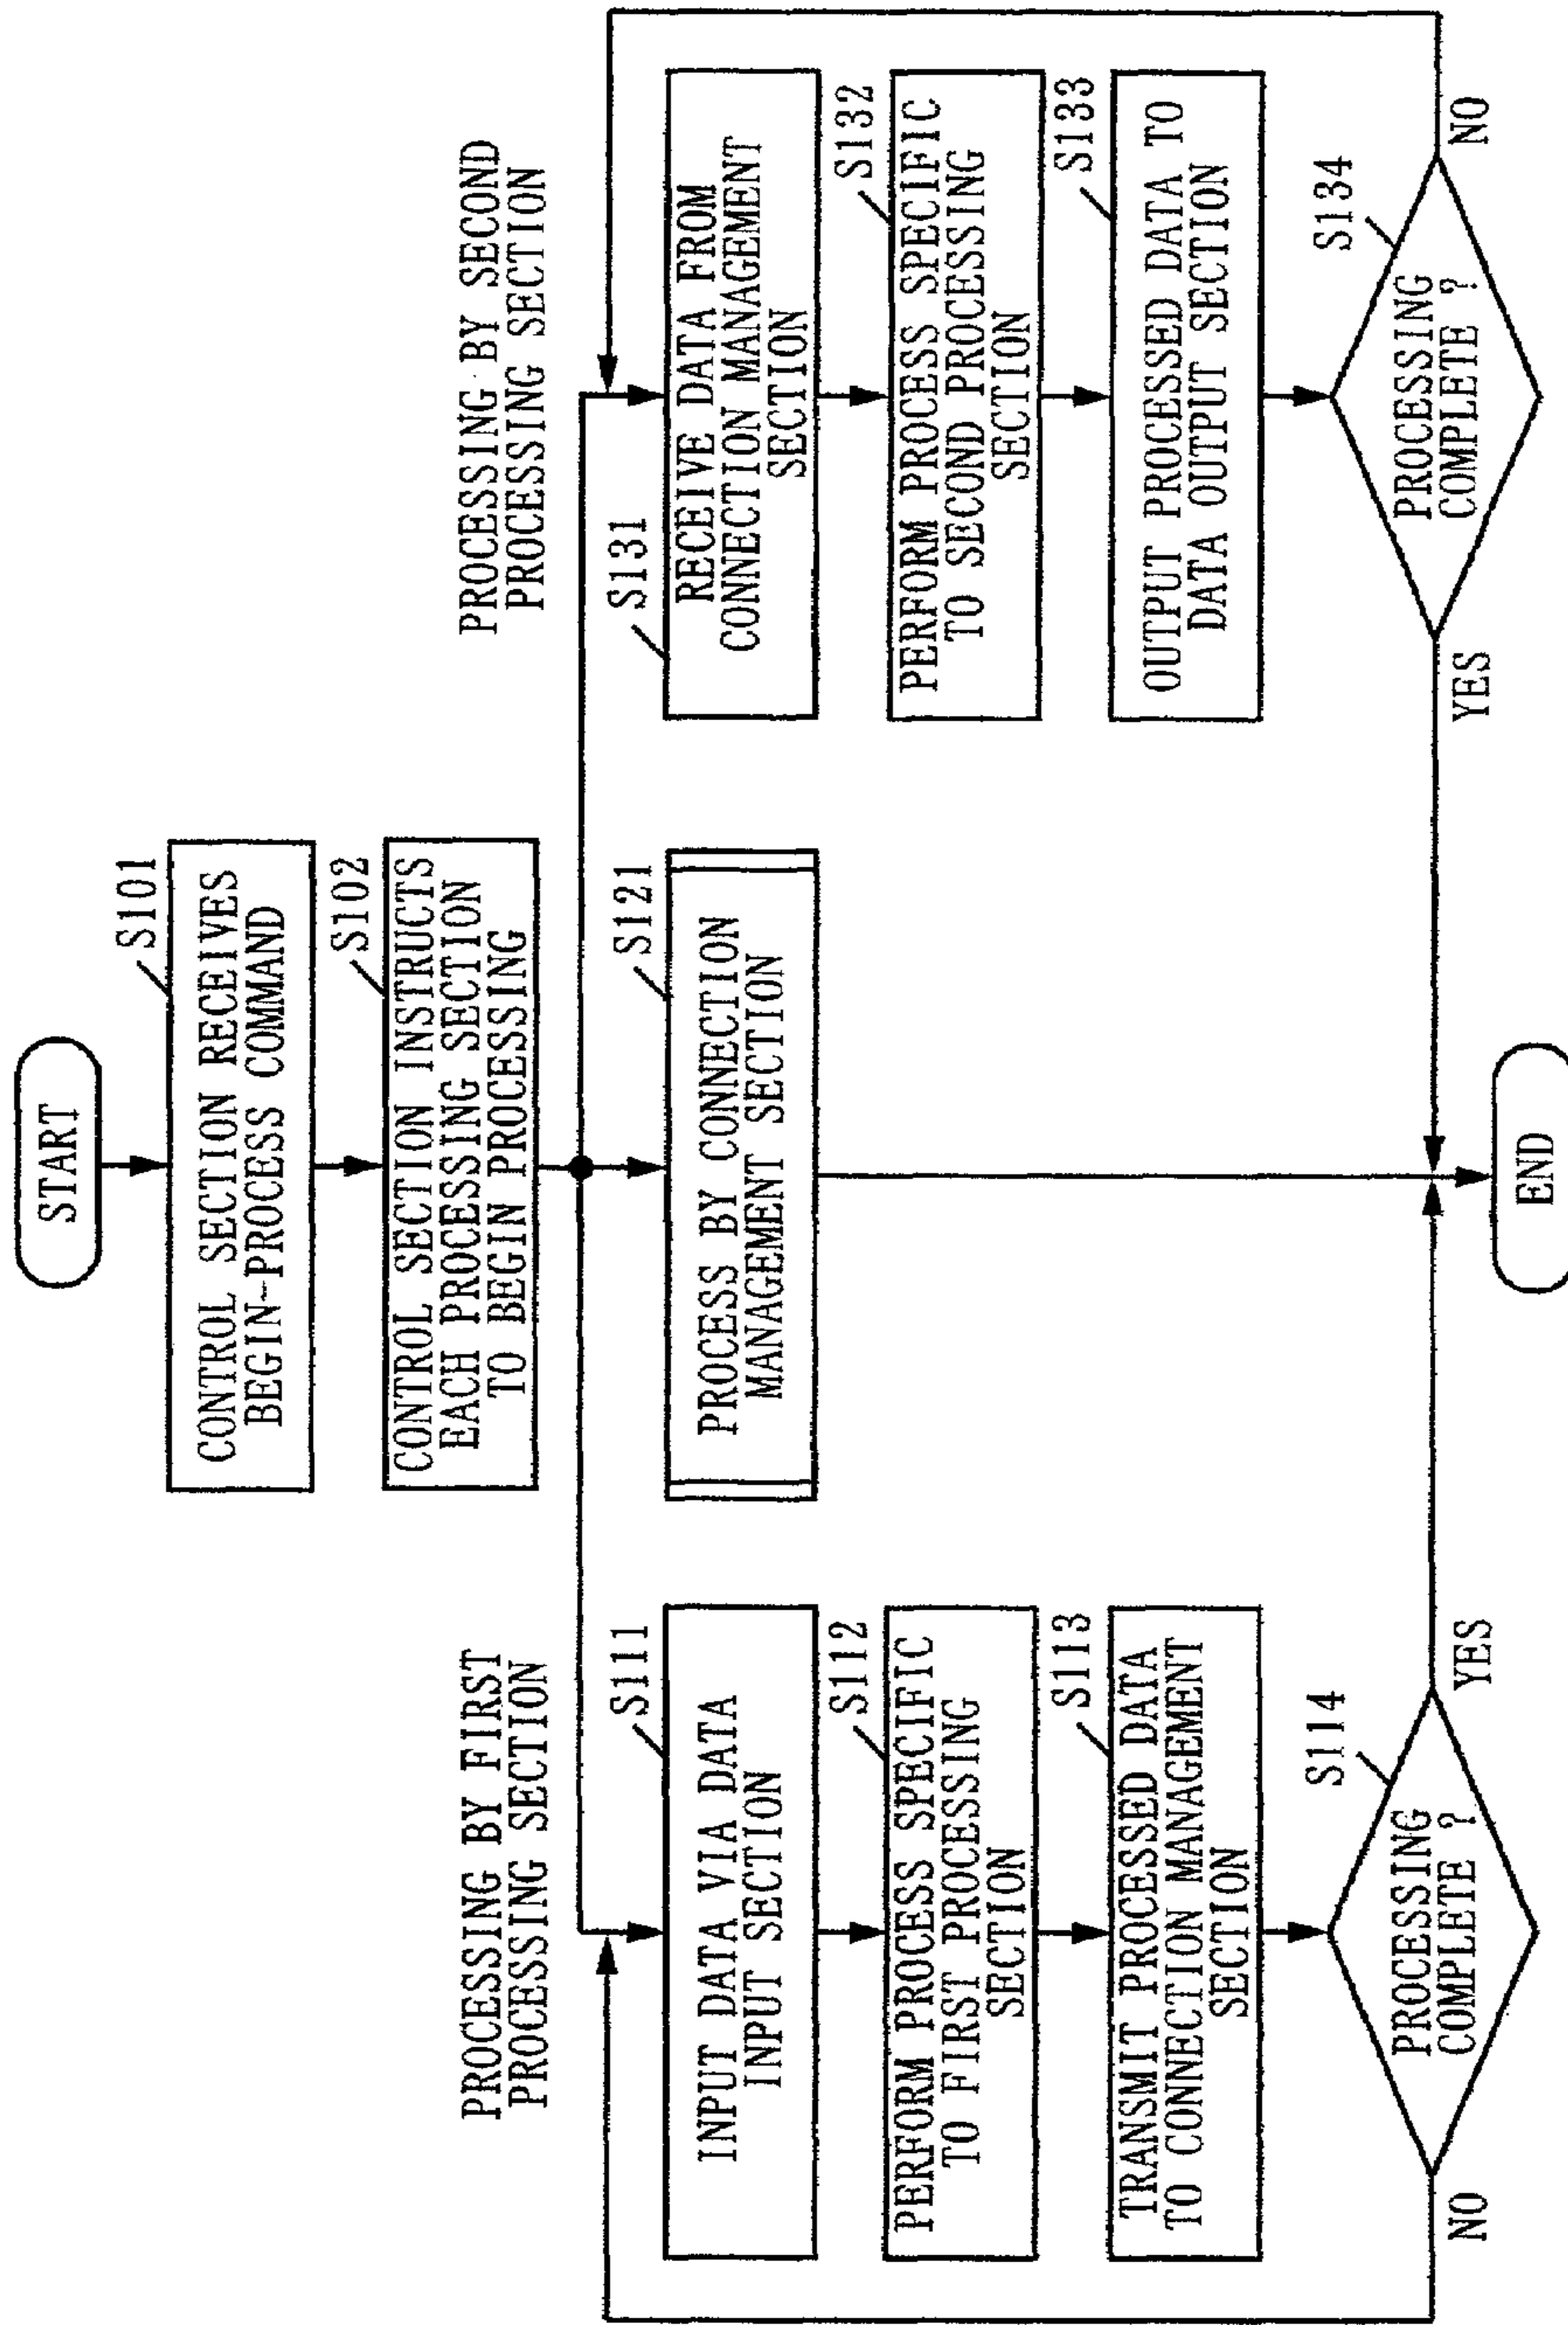 START
S101
CONTROL SECTION RECEIVES
BEGIN-PROCESS COMMAND
S102
CONTROL SECTION INSTRUCTS
EACH PROCESSING SECTION
TO BEGIN PROCESSING
PROCESSING BY FIRST
PROCESSING SECTION
S111
INPUT DATA VIA DATA
INPUT SECTION
S112
PERFORM PROCESS SPECIFIC
TO FIRST PROCESSING
SECTION
S113
TRANSMIT PROCESSED DATA
TO CONNECTION MANAGEMENT
SECTION
S114
PROCESSING
COMPLETE ?
NO
YES
S121
PROCESS BY CONNECTION
MANAGEMENT SECTION
PROCESSING BY SECOND
PROCESSING SECTION
S131
RECEIVE DATA FROM
CONNECTION MANAGEMENT
SECTION
S132
PERFORM PROCESS SPECIFIC
TO SECOND PROCESSING
SECTION
S133
OUTPUT PROCESSED DATA TO
DATA OUTPUT SECTION
S134
PROCESSING
COMPLETE ?
YES
NO
END